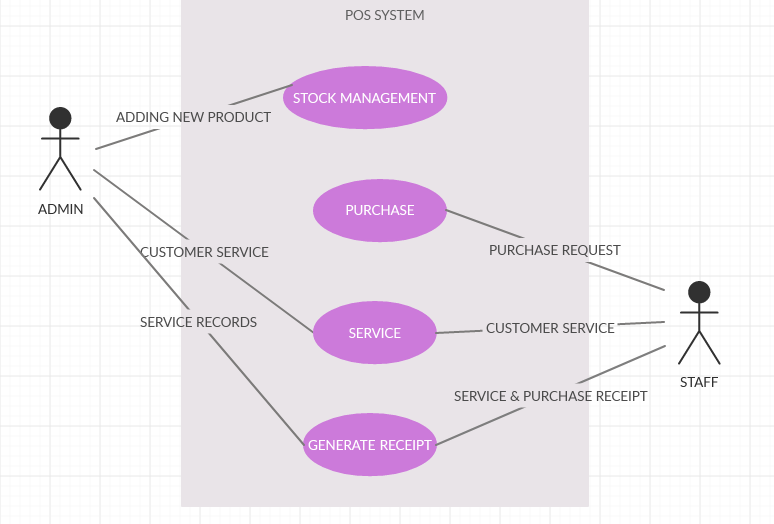 POS SYSTEM
STOCK MANAGEMENT
ADDING NEW PRODUCT
ADMIN
PURCHASE
PURCHASE REQUEST
CUSTOMER SERVICE
SERVICE RECORDS
SERVICE
CUSTOMER SERVICE
STAFF
SERVICE & PURCHASE RECEIPT
GENERATE RECEIPT